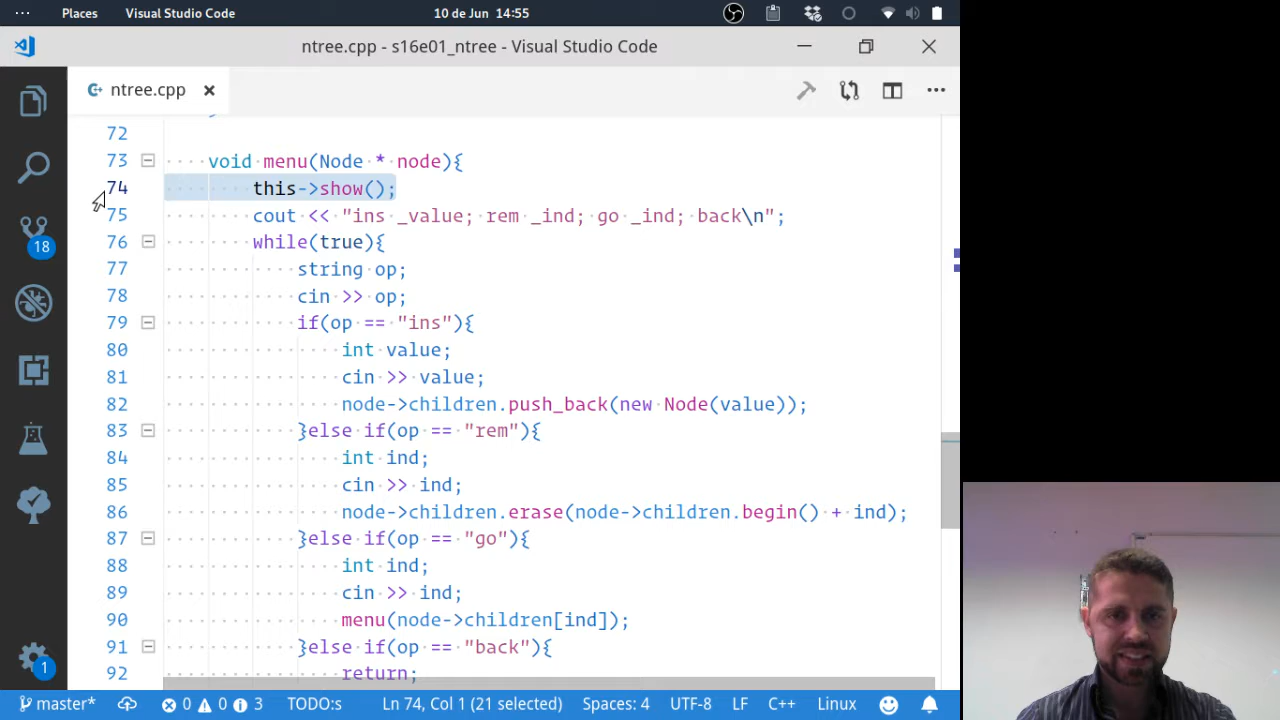 ··· Places Visual Studio Code 10 de Jun 14:55
ntree.cpp - s16e01_ntree - Visual Studio Code
ntree.cpp
72
73 void menu(Node * node){
74 this->show();
75 cout << "ins _value; rem _ind; go _ind; back\n";
76 while(true){
77 string op;
78 cin >> op;
79 if(op == "ins"){
80 int value;
81 cin >> value;
82 node->children.push_back(new Node(value));
83 }else if(op == "rem"){
84 int ind;
85 cin >> ind;
86 node->children.erase(node->children.begin() + ind);
87 }else if(op == "go"){
88 int ind;
89 cin >> ind;
90 menu(node->children[ind]);
91 }else if(op == "back"){
92 return;
18
1
master* 0 0 3 TODO:s Ln 74, Col 1 (21 selected) Spaces: 4 UTF-8 LF C++ Linux